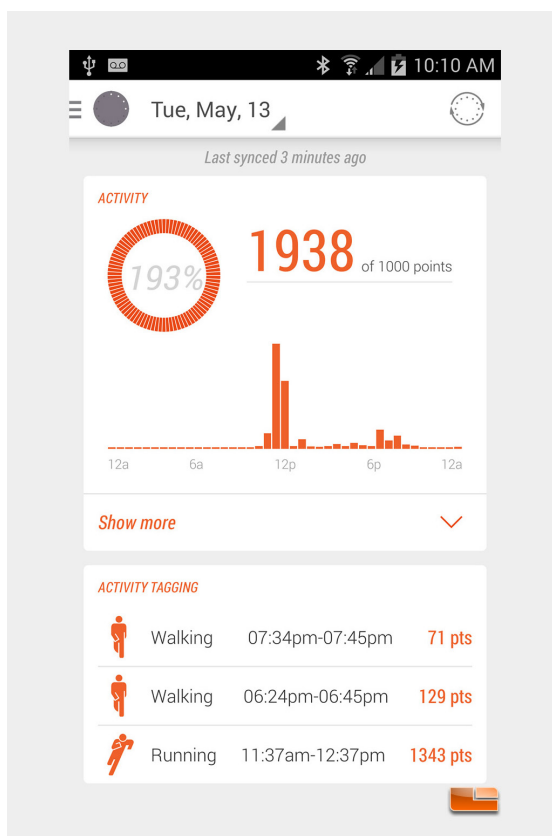 10:10 AM
Tue, May, 13
Last synced 3 minutes ago
ACTIVITY
193%
1938 of 1000 points
12a 6a 12p 6p 12a
Show more
ACTIVITY TAGGING
Walking 07:34pm-07:45pm 71 pts
Walking 06:24pm-06:45pm 129 pts
Running 11:37am-12:37pm 1343 pts